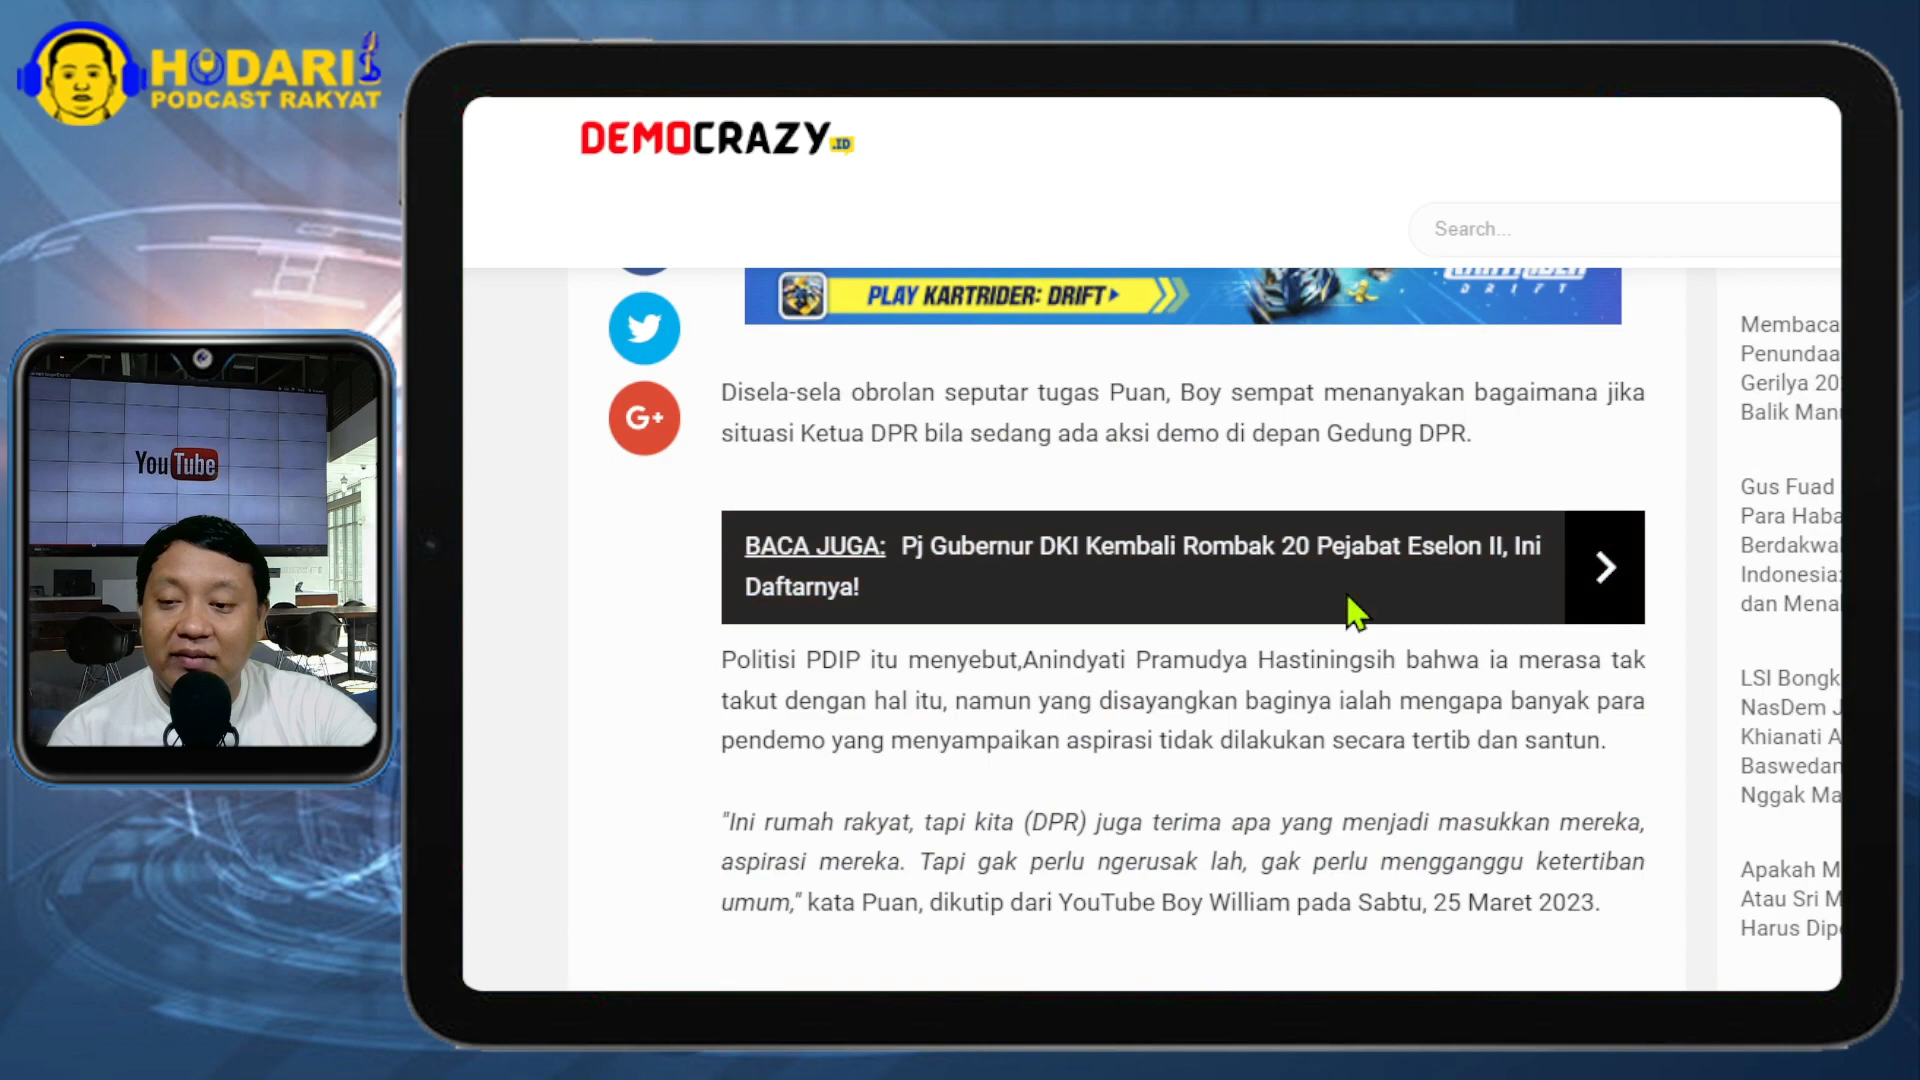 HODARI
PODCAST RAKYAT
DEMOCRAZY.ID
Search...
PLAY KARTRIDER: DRIFT
DRIFT
YouTube
G+
Disela-sela obrolan seputar tugas Puan, Boy sempat menanyakan bagaimana jika
situasi Ketua DPR bila sedang ada aksi demo di depan Gedung DPR.
BACA JUGA: Pj Gubernur DKI Kembali Rombak 20 Pejabat Eselon II, Ini
Daftarnya!
Politisi PDIP itu menyebut,Anindyati Pramudya Hastiningsih bahwa ia merasa tak
takut dengan hal itu, namun yang disayangkan baginya ialah mengapa banyak para
pendemo yang menyampaikan aspirasi tidak dilakukan secara tertib dan santun.
"Ini rumah rakyat, tapi kita (DPR) juga terima apa yang menjadi masukkan mereka,
aspirasi mereka. Tapi gak perlu ngerusak lah, gak perlu mengganggu ketertiban
umum," kata Puan, dikutip dari YouTube Boy William pada Sabtu, 25 Maret 2023.
Membaca
Penundaa
Gerilya 20
Balik Man
Gus Fuad
Para Haba
Berdakwa
Indonesia:
dan Mena
LSI Bongk
NasDem J
Khianati A
Baswedan
Nggak Ma
Apakah M
Atau Sri M
Harus Dip